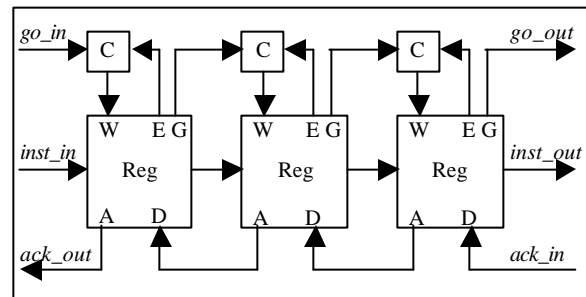 go_in C C C go_out
W E G W E G W E G
inst_in Reg Reg Reg inst_out
A D A D A D
ack_out ack_in